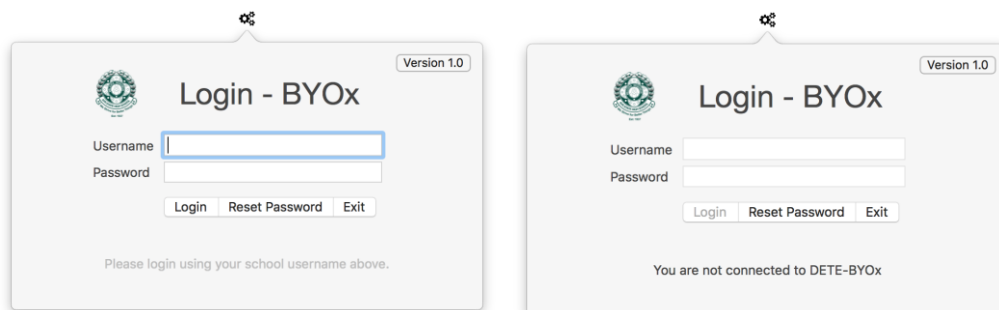 Version 1.0
Login - BYOx
Username
Password
Login Reset Password Exit
Please login using your school username above.
Version 1.0
Login - BYOx
Username
Password
Login Reset Password Exit
You are not connected to DETE-BYOx